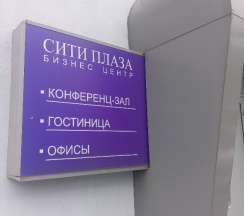 СИТИ ПЛАЗА
БИЗНЕС ЦЕНТР
▪ КОНФЕРЕНЦ-ЗАЛ
▪ ГОСТИНИЦА
▪ ОФИСЫ